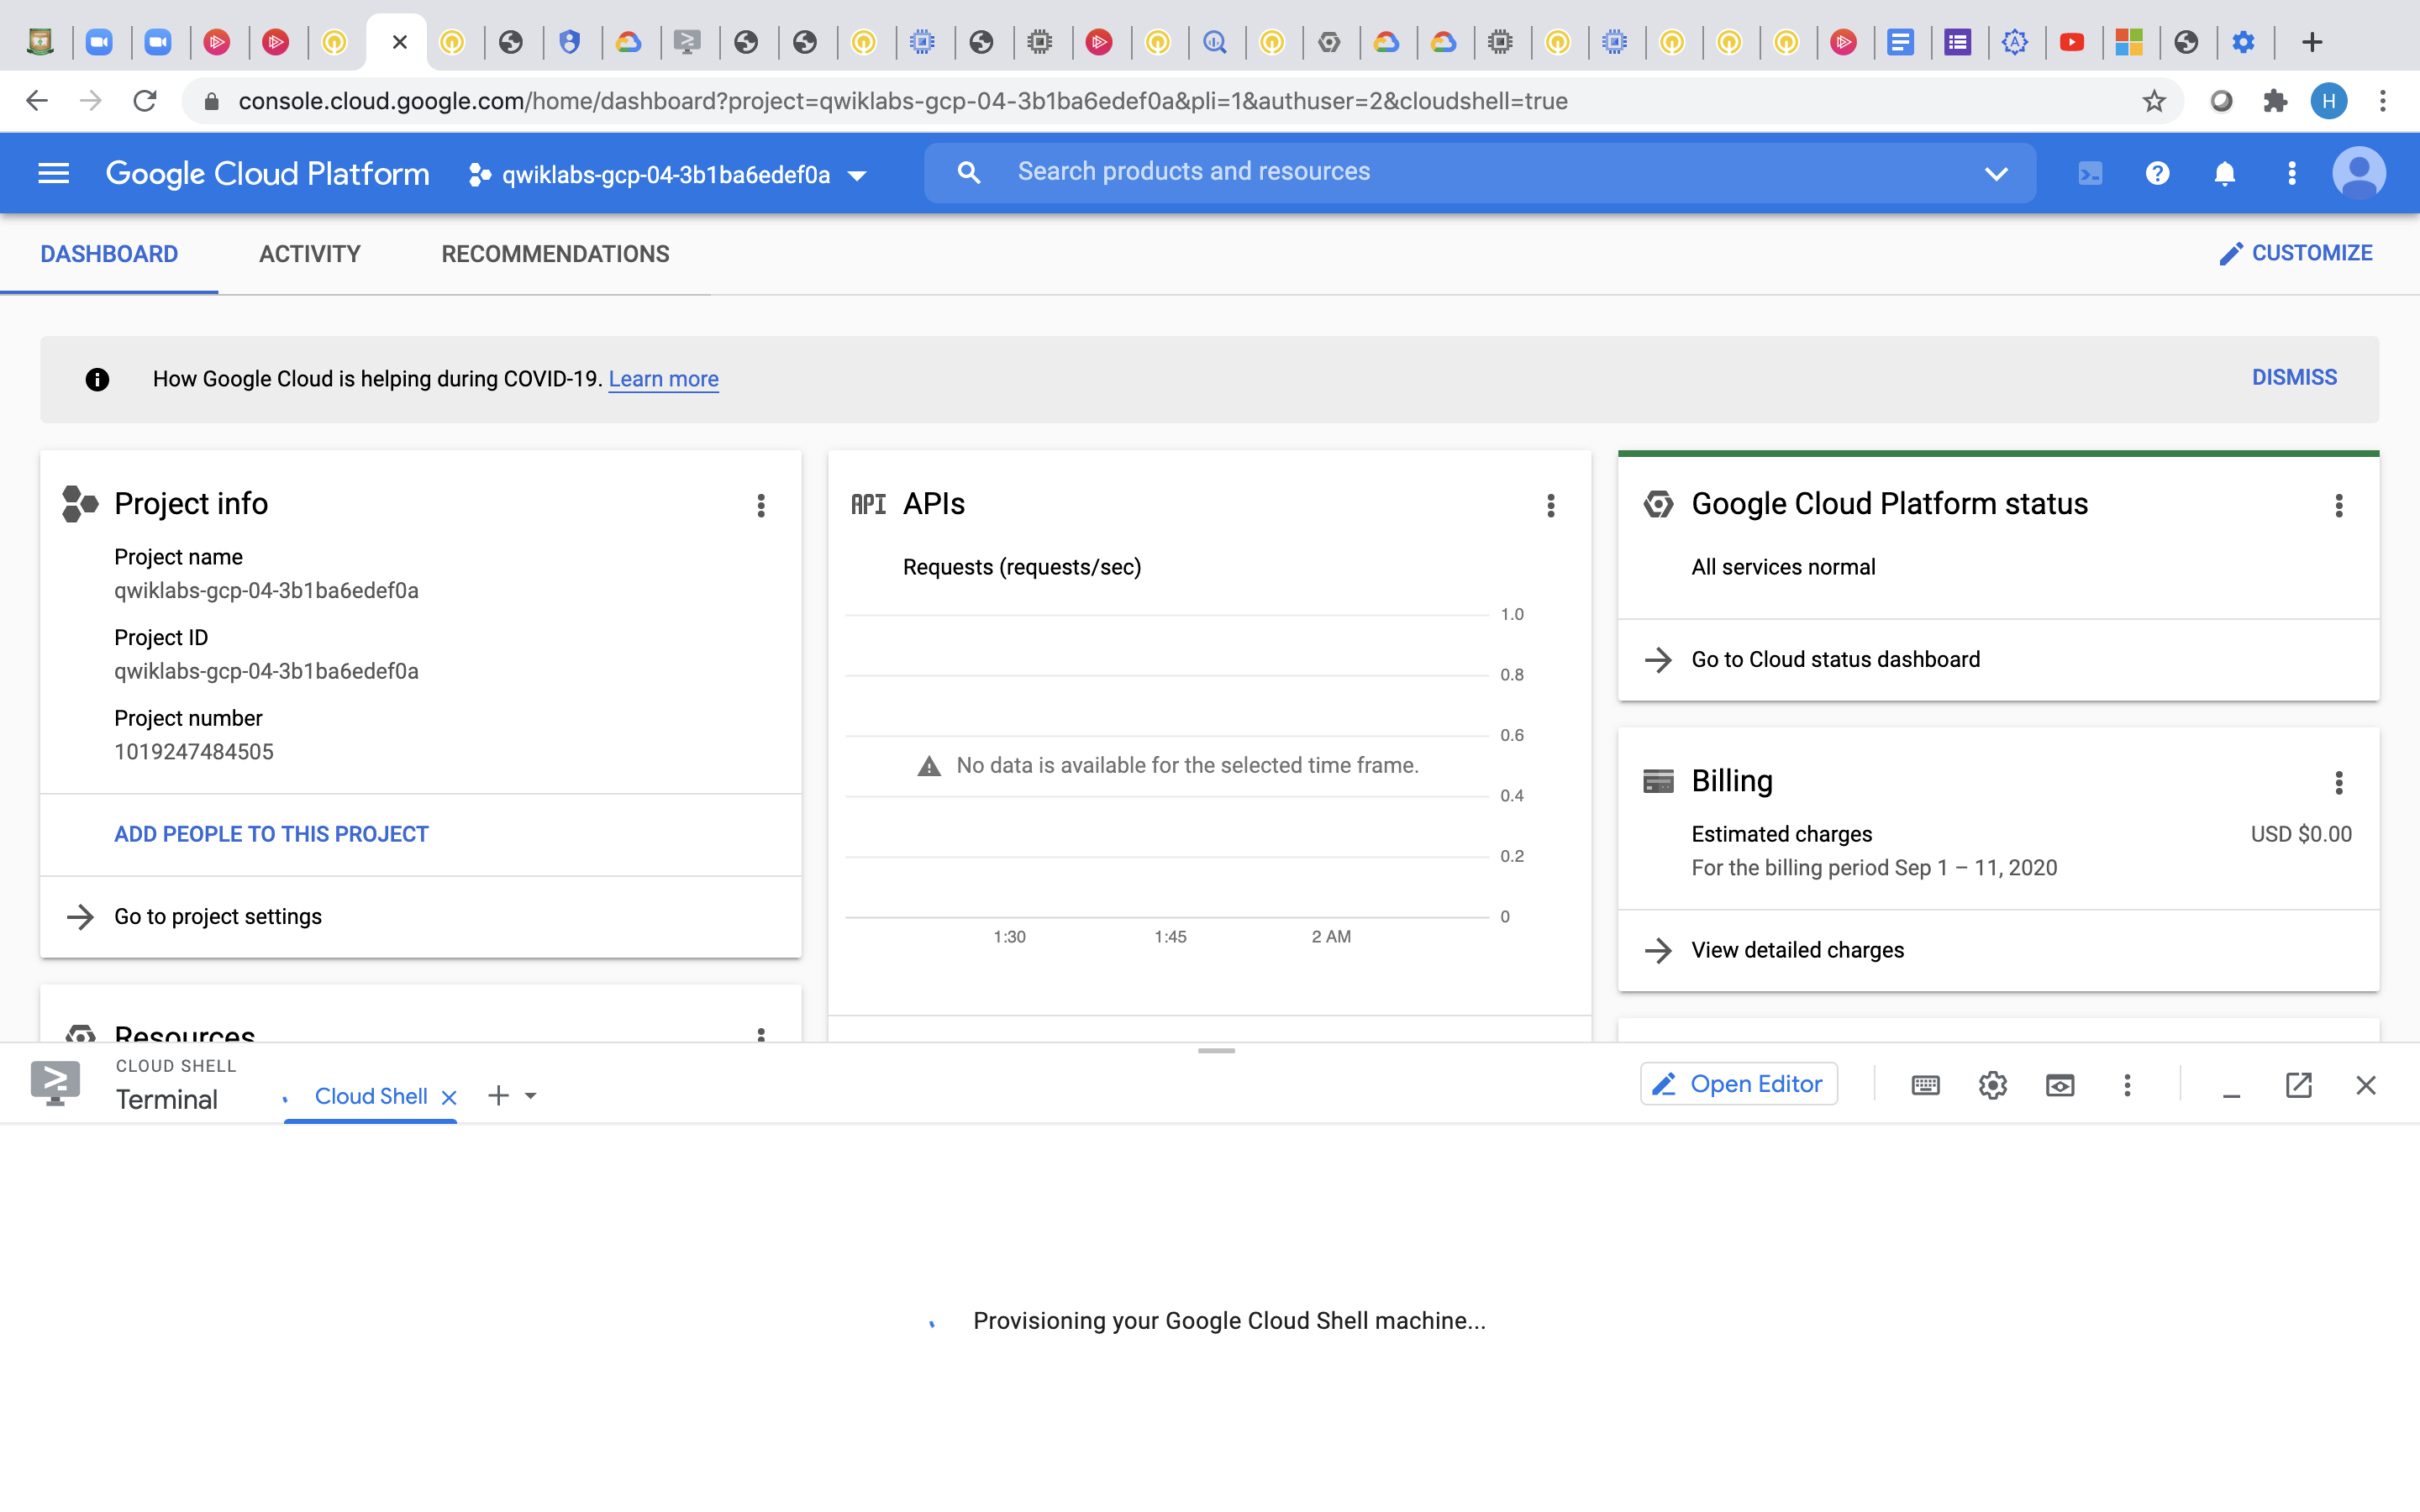 console.cloud.google.com/home/dashboard?project=qwiklabs-gcp-04-3b1ba6edef0a&pli=1&authuser=2&cloudshell=true
H
Google Cloud Platform
qwiklabs-gcp-04-3b1ba6edef0a
Search products and resources
DASHBOARD
ACTIVITY
RECOMMENDATIONS
CUSTOMIZE
How Google Cloud is helping during COVID-19. Learn more
DISMISS
Project info
Project name
qwiklabs-gcp-04-3b1ba6edef0a
Project ID
qwiklabs-gcp-04-3b1ba6edef0a
Project number
1019247484505
ADD PEOPLE TO THIS PROJECT
Go to project settings
Resources
API APIs
Requests (requests/sec)
1.0
0.8
0.6
No data is available for the selected time frame.
0.4
0.2
0
1:30
1:45
2 AM
Google Cloud Platform status
All services normal
Go to Cloud status dashboard
Billing
Estimated charges
USD $0.00
For the billing period Sep 1 – 11, 2020
View detailed charges
CLOUD SHELL
Terminal
Cloud Shell
Open Editor
Provisioning your Google Cloud Shell machine...